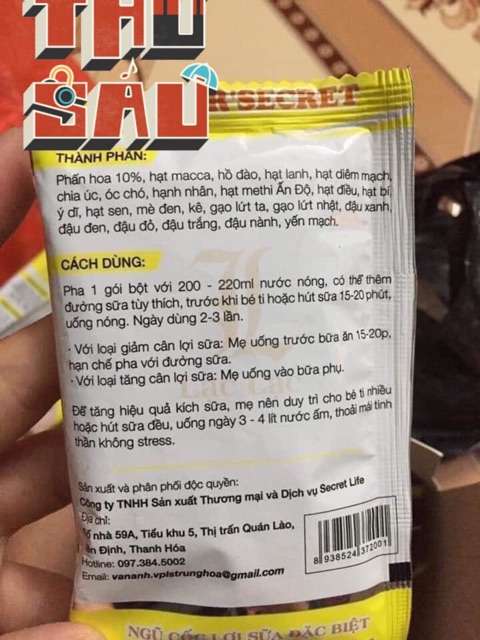 THỨ
SÁU
R SECRET
THÀNH PHẦN:
Phấn hoa 10%, hạt macca, hồ đào, hạt lanh, hạt diêm mạch,
chia úc, óc chó, hạnh nhân, hạt methi Ấn Độ, hạt điều, hạt bí,
ý dĩ, hạt sen, mè đen, kê, gạo lứt ta, gạo lứt nhật, đậu xanh,
đậu đen, đậu đỏ, đậu trắng, đậu nành, yến mạch.
CÁCH DÙNG:
Pha 1 gói bột với 200 - 220ml nước nóng, có thể thêm
đường sữa tùy thích, trước khi bé ti hoặc hút sữa 15-20 phút,
uống nóng. Ngày dùng 2-3 lần.
- Với loại giảm cân lợi sữa: Mẹ uống trước bữa ăn 15-20p,
hạn chế pha với đường sữa.
- Với loại tăng cân lợi sữa: Mẹ uống vào bữa phụ.
Lac Lac
Để tăng hiệu quả kích sữa, mẹ nên duy trì cho bé ti nhiều
hoặc hút sữa đều, uống ngày 3 - 4 lít nước ấm, thoải mái tinh
thần không stress.
Sản xuất và phân phối độc quyền:
Công ty TNHH Sản xuất Thương mại và Dịch vụ Secret Life
Địa chỉ:
Số nhà 59A, Tiểu khu 5, Thị trấn Quán Lào,
ên Định, Thanh Hóa
Hotline: 097.384.5002
Email: vananh.vplstrunghoa@gmail.com
8 938524 372001
NGŨ CỐC LỢI SỮA ĐẶC BIỆT